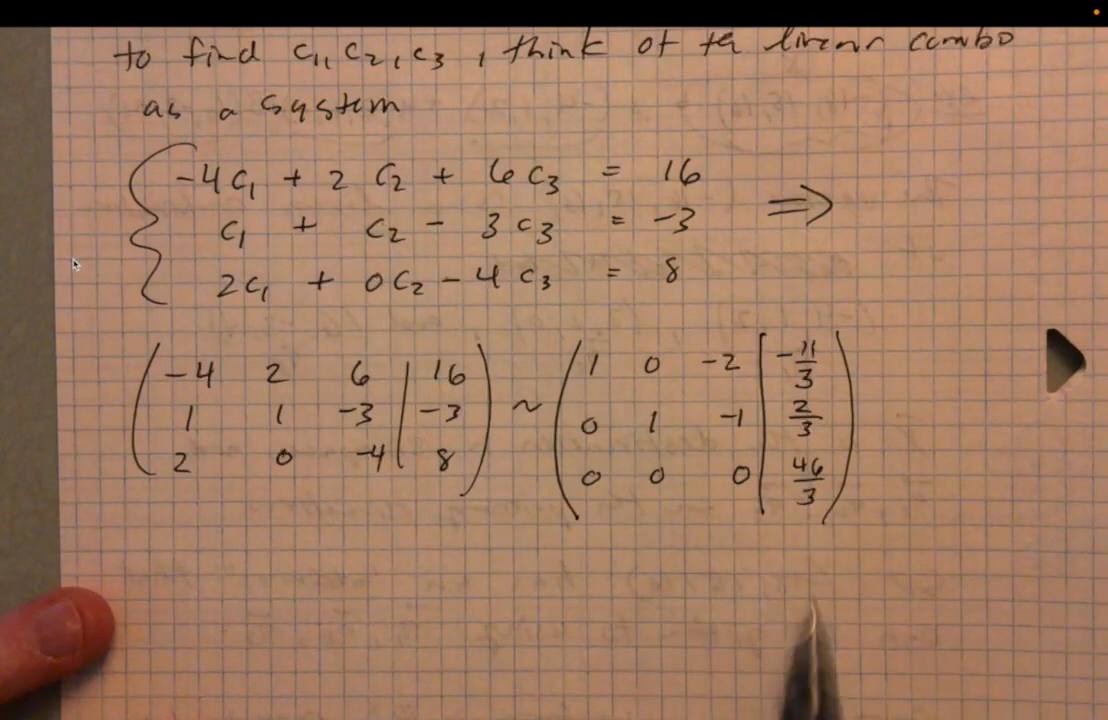 to find c₁, c₂, c₃, think of the linear combo
as a system
-4c₁ + 2c₂ + 6c₃ = 16
c₁ + c₂ - 3c₃ = -3 ⇒
2c₁ + 0c₂ - 4c₃ = 8
( -4 2 6 | 16 ) ~ ( 1 0 -2 | -11/3 )
( 1 1 -3 | -3 ) ( 0 1 -1 | 2/3 )
( 2 0 -4 | 8 ) ( 0 0 0 | 46/3 )